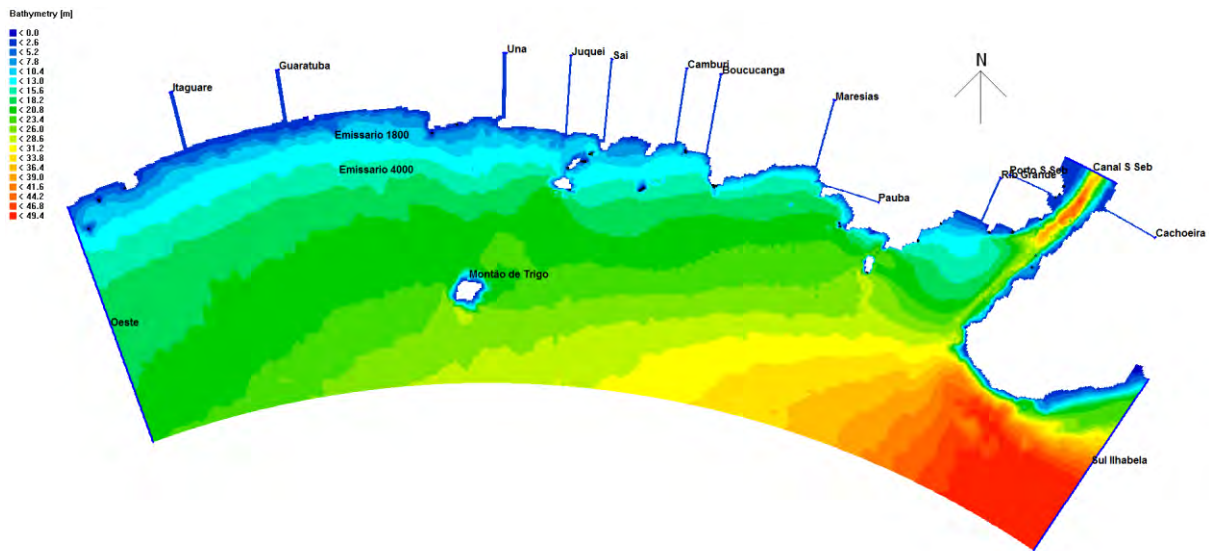 Bathymetry [m]
< 0.0
< 2.6
< 5.2
< 7.8
< 10.4
< 13.0
< 15.6
< 18.2
< 20.8
< 23.4
< 26.0
< 28.6
< 31.2
< 33.8
< 36.4
< 39.0
< 41.6
< 44.2
< 46.8
< 49.4
Itaguare
Guaratuba
Una
Juquei
Sai
Camburi
Boucucanga
Maresias
N
Emissario 1800
Emissario 4000
Pauba
Porto S Seb
Canal S Seb
Rib Grande
Cachoeira
Montão de Trigo
Oeste
Sul Ilhabela